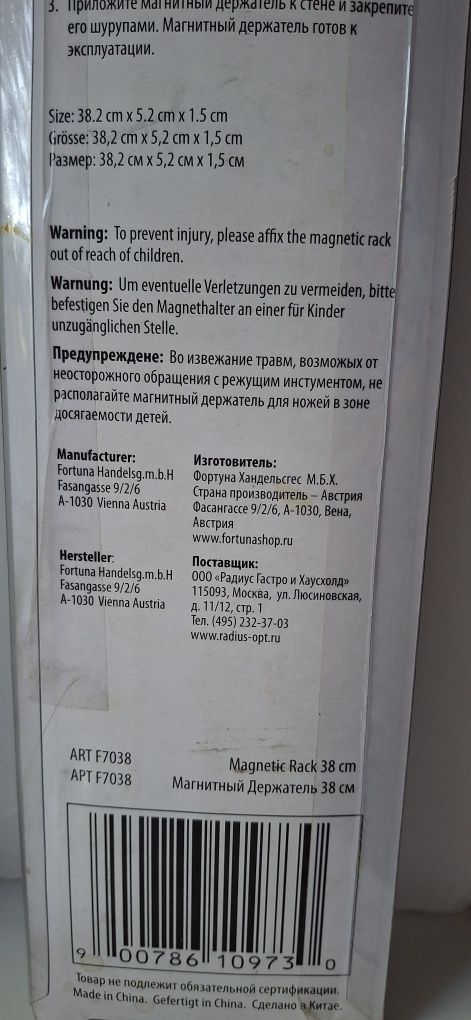 3. Приложите магнитный держатель к стене и закрепите
его шурупами. Магнитный держатель готов к
эксплуатации.
Size: 38.2 cm x 5.2 cm x 1.5 cm
Grösse: 38,2 cm x 5,2 cm x 1,5 cm
Размер: 38,2 см x 5,2 см x 1,5 см
Warning: To prevent injury, please affix the magnetic rack
out of reach of children.
Warnung: Um eventuelle Verletzungen zu vermeiden, bitte
befestigen Sie den Magnethalter an einer für Kinder
unzugänglichen Stelle.
Предупреждене: Во извежание травм, возможых от
неосторожного обращения с режущим инстументом, не
располагайте магнитный держатель для ножей в зоне
досягаемости детей.
Manufacturer:
Fortuna Handelsg.m.b.H
Fasangasse 9/2/6
A-1030 Vienna Austria
Hersteller:
Fortuna Handelsg.m.b.H
Fasangasse 9/2/6
A-1030 Vienna Austria
Изготовитель:
Фортуна Хандельсгес М.Б.Х.
Страна производитель – Австрия
Фасангассе 9/2/6, А-1030, Вена,
Австрия
www.fortunashop.ru
Поставщик:
ООО «Радиус Гастро и Хаусхолд»
115093, Москва, ул. Люсиновская,
д. 11/12, стр. 1
Тел. (495) 232-37-03
www.radius-opt.ru
ART F7038
АРТ F7038
Magnetic Rack 38 cm
Магнитный Держатель 38 см
9 00786 10973 0
Товар не подлежит обязательной сертификации.
Made in China. Gefertigt in China. Сделано в Китае.